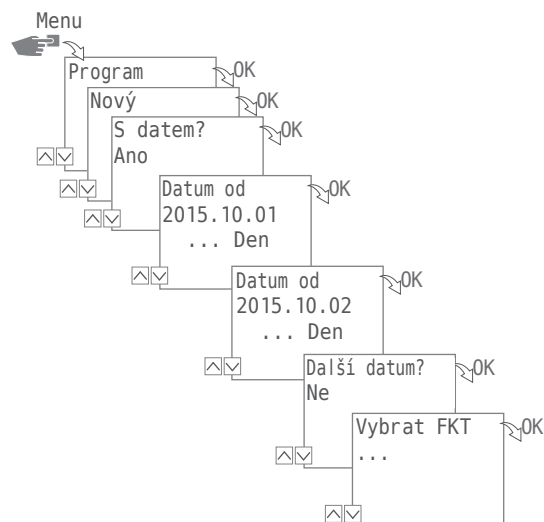 Menu
Program
OK
Nový
OK
S datem?
OK
Ano
Datum od
OK
2015.10.01
... Den
Datum od
OK
2015.10.02
... Den
Další datum?
OK
Ne
Vybrat FKT
OK
...